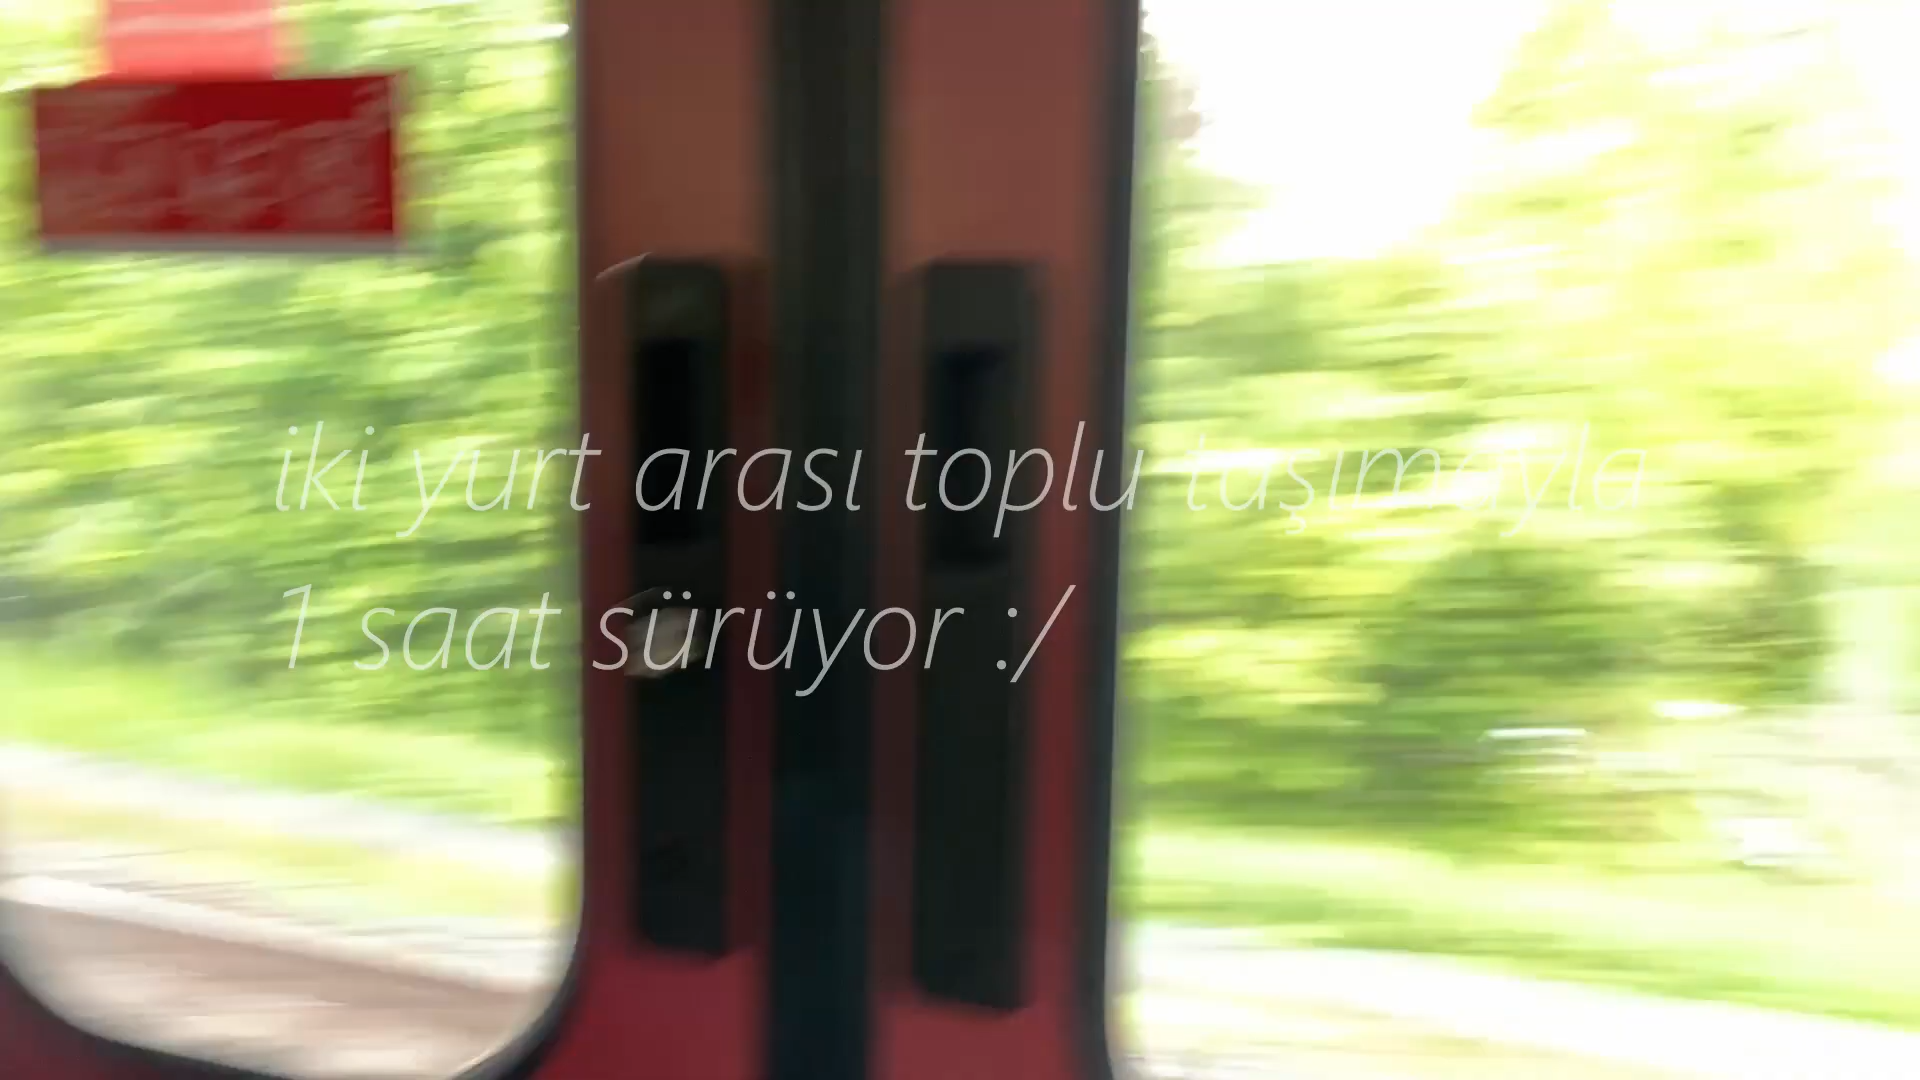 iki yurt arası toplu taşımayla
1 saat sürüyor :/